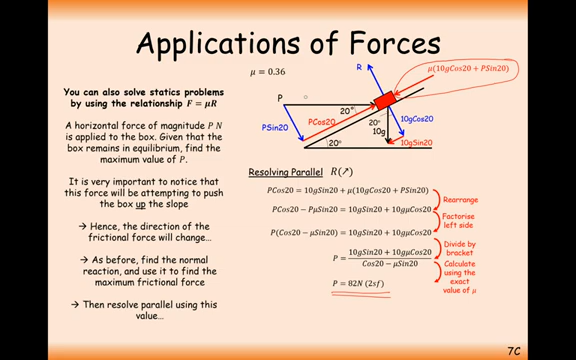 Applications of Forces
You can also solve statics problems
by using the relationship F = μR
A horizontal force of magnitude P N
is applied to the box. Given that the
box remains in equilibrium, find the
maximum value of P.
It is very important to notice that
this force will be attempting to push
the box up the slope
→ Hence, the direction of the
frictional force will change…
→ As before, find the normal
reaction, and use it to find the
maximum frictional force
→ Then resolve parallel using this
value…
μ = 0.36
R
μ(10gCos20 + PSin20)
P
20°
PCos20
PSin20
20°
10g
10gCos20
10gSin20
20°
Resolving Parallel R(↗)
PCos20 = 10gSin20 + μ(10gCos20 + PSin20)
Rearrange
PCos20 − PμSin20 = 10gSin20 + 10gμCos20
Factorise
left side
P(Cos20 − μSin20) = 10gSin20 + 10gμCos20
Divide by
bracket
P = 10gSin20 + 10gμCos20
Cos20 − μSin20
Calculate
using the
exact
value of μ
P = 82N (2sf)
7C